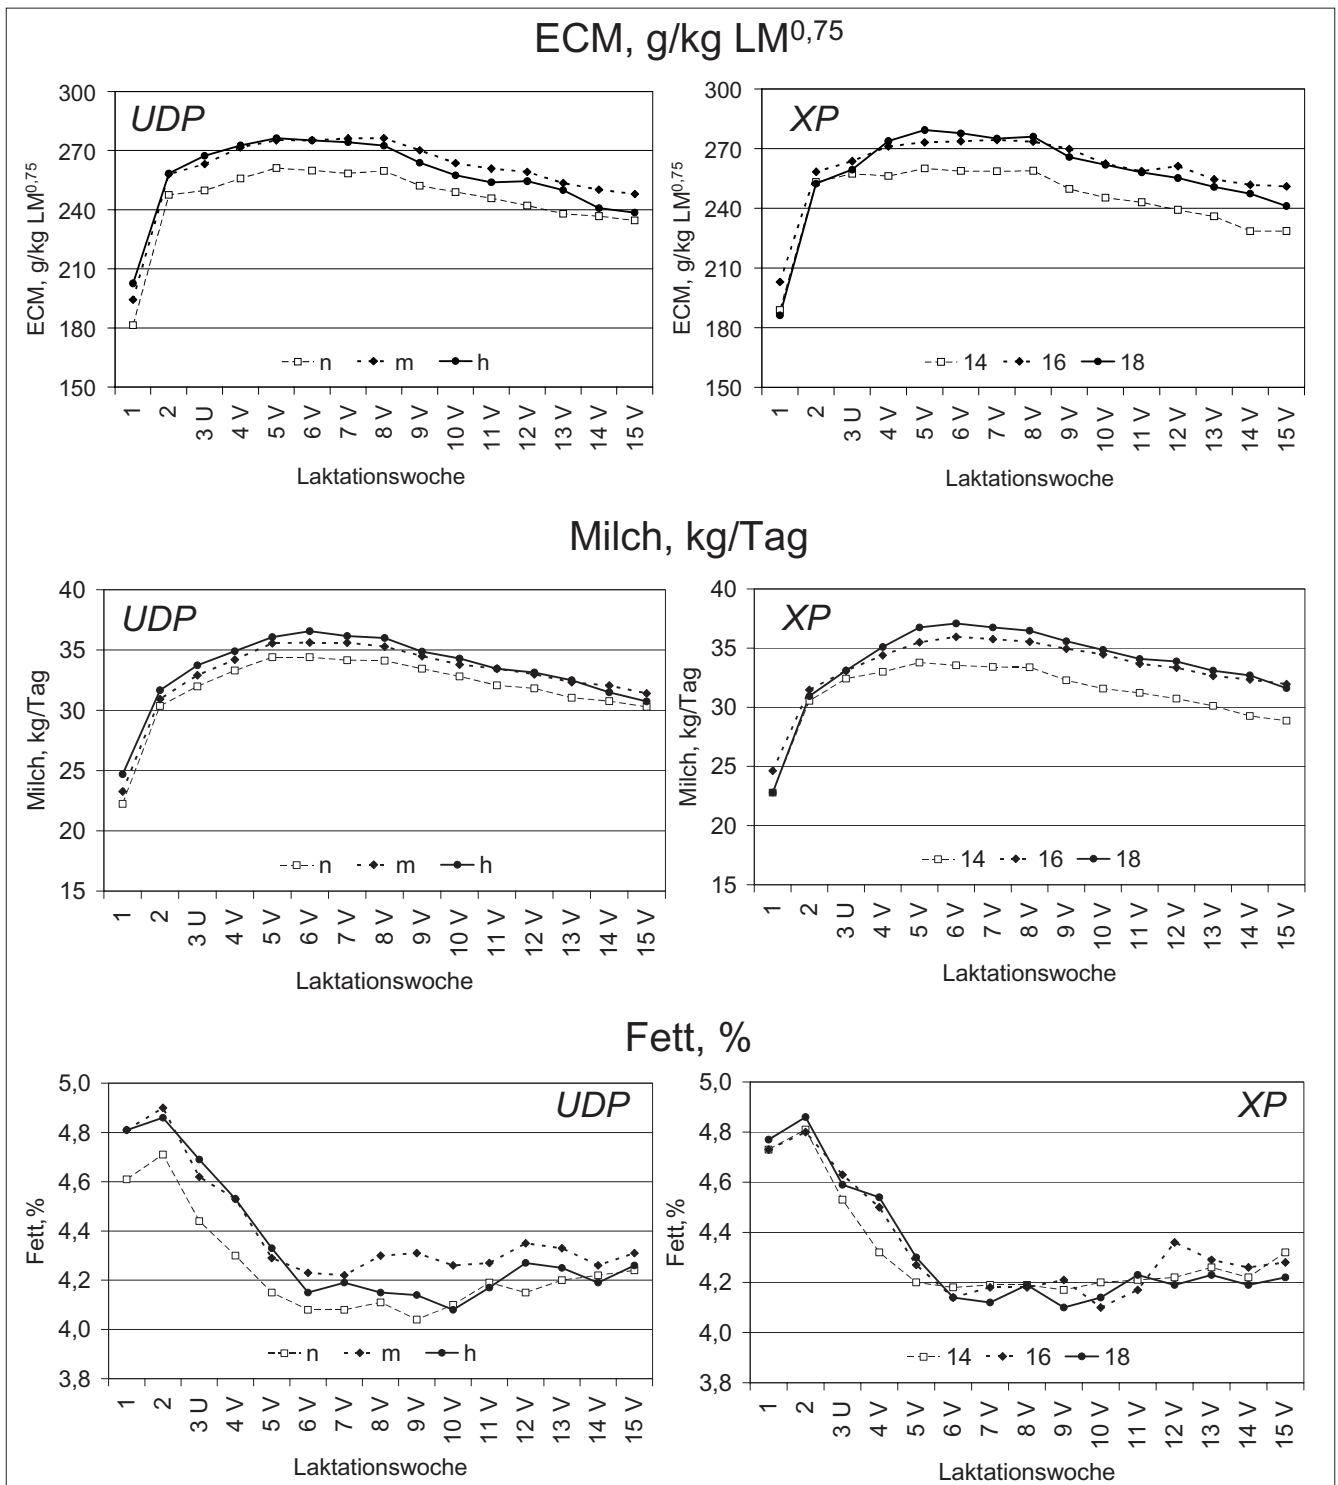 ECM, g/kg LM0,75
UDP
ECM, g/kg LM0,75
300
270
240
210
180
150
n m h
1 2 3 U 4 V 5 V 6 V 7 V 8 V 9 V 10 V 11 V 12 V 13 V 14 V 15 V
Laktationswoche
XP
ECM, g/kg LM0,75
300
270
240
210
180
150
14 16 18
1 2 3 U 4 V 5 V 6 V 7 V 8 V 9 V 10 V 11 V 12 V 13 V 14 V 15 V
Laktationswoche
Milch, kg/Tag
UDP
Milch, kg/Tag
40
35
30
25
20
15
n m h
1 2 3 U 4 V 5 V 6 V 7 V 8 V 9 V 10 V 11 V 12 V 13 V 14 V 15 V
Laktationswoche
XP
Milch, kg/Tag
40
35
30
25
20
15
14 16 18
1 2 3 U 4 V 5 V 6 V 7 V 8 V 9 V 10 V 11 V 12 V 13 V 14 V 15 V
Laktationswoche
Fett, %
UDP
Fett,%
5,0
4,8
4,6
4,4
4,2
4,0
3,8
n m h
1 2 3 U 4 V 5 V 6 V 7 V 8 V 9 V 10 V 11 V 12 V 13 V 14 V 15 V
Laktationswoche
XP
Fett,%
5,0
4,8
4,6
4,4
4,2
4,0
3,8
14 16 18
1 2 3 U 4 V 5 V 6 V 7 V 8 V 9 V 10 V 11 V 12 V 13 V 14 V 15 V
Laktationswoche